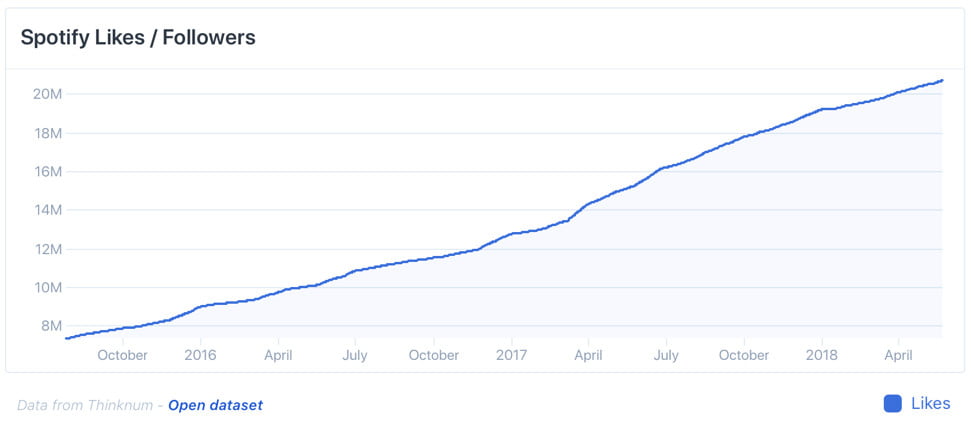 Spotify Likes / Followers
20M
18M
16M
14M
12M
10M
8M
October 2016 April July October 2017 April July October 2018 April
Data from Thinknum - Open dataset
Likes